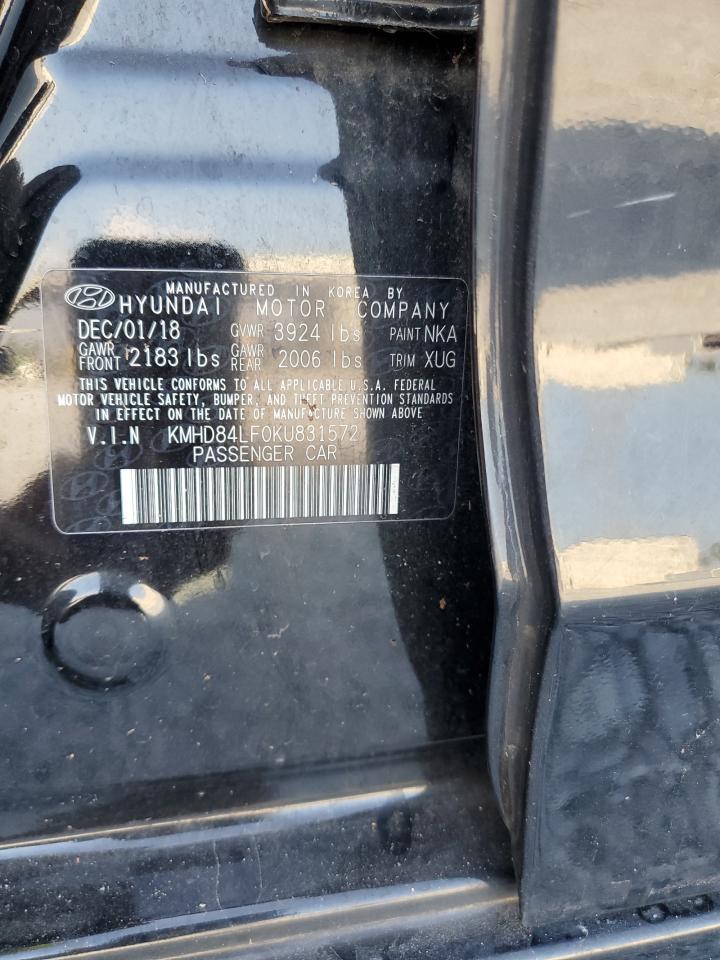 MANUFACTURED IN KOREA BY
HYUNDAI MOTOR COMPANY
DEC/01/18 GVWR 3924 lbs PAINT NKA
GAWR FRONT 2183 lbs GAWR REAR 2006 lbs TRIM XUG
THIS VEHICLE CONFORMS TO ALL APPLICABLE U.S.A. FEDERAL
MOTOR VEHICLE SAFETY, BUMPER, AND THEFT PREVENTION STANDARDS
IN EFFECT ON THE DATE OF MANUFACTURE SHOWN ABOVE
V.I.N KMHD84LF0KU831572
PASSENGER CAR